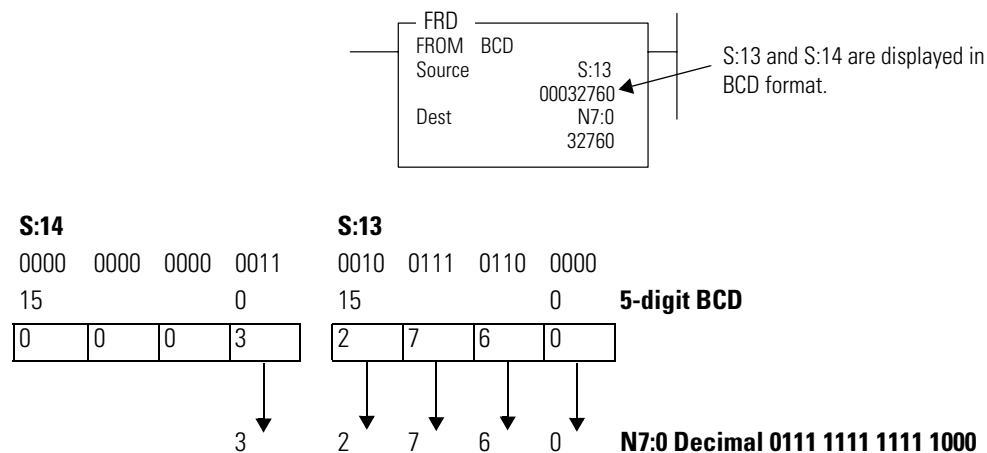 FRD
FROM BCD
Source S:13
00032760
Dest N7:0
32760
S:13 and S:14 are displayed in
BCD format.
S:14 S:13
0000 0000 0000 0011 0010 0111 0110 0000
15 0 15 0 5-digit BCD
0 0 0 3 2 7 6 0
3 2 7 6 0 N7:0 Decimal 0111 1111 1111 1000